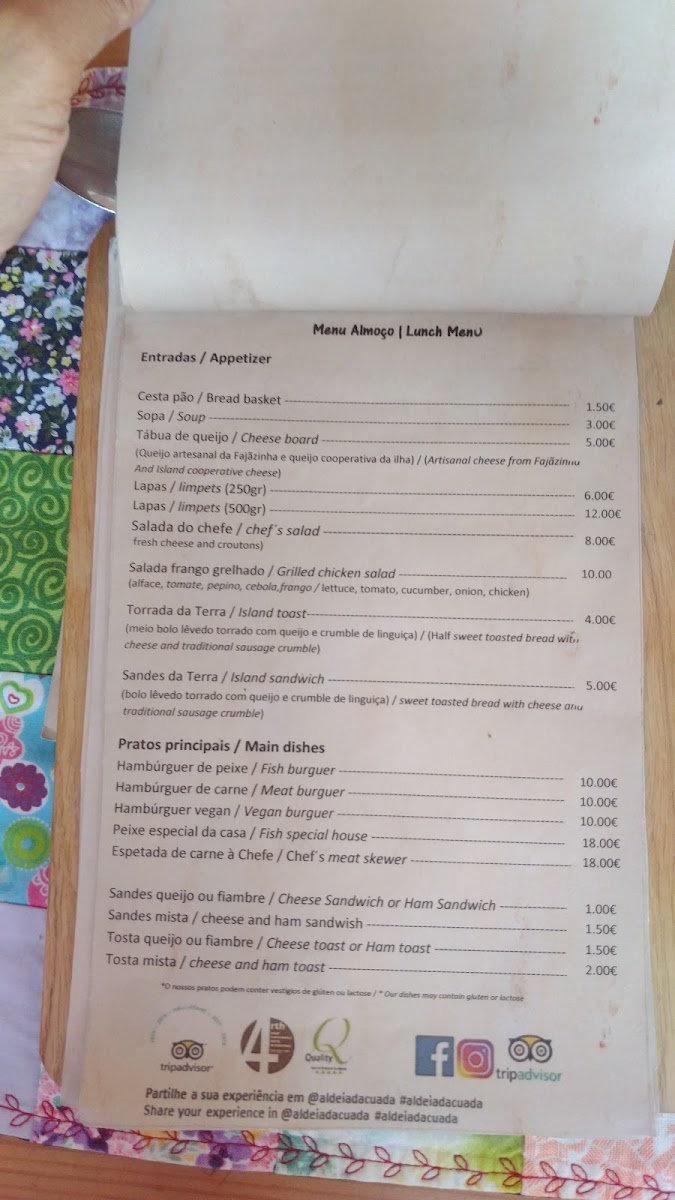 Menu Almoço | Lunch Menu
Entradas / Appetizer
Cesta pão / Bread basket 1.50€
Sopa / Soup 3.00€
Tábua de queijo / Cheese board 5.00€
(Queijo artesanal da Fajãzinha e queijo cooperativa da ilha) / (Artisanal cheese from Fajãzinha
And Island cooperative cheese)
Lapas / limpets (250gr) 6.00€
Lapas / limpets (500gr) 12.00€
Salada do chefe / chef´s salad 8.00€
fresh cheese and croutons)
Salada frango grelhado / Grilled chicken salad 10.00
(alface, tomate, pepino, cebola,frango / lettuce, tomato, cucumber, onion, chicken)
Torrada da Terra / Island toast 4.00€
(meio bolo lêvedo torrado com queijo e crumble de linguiça) / (Half sweet toasted bread with
cheese and traditional sausage crumble)
Sandes da Terra / Island sandwich 5.00€
(bolo lêvedo torrado com queijo e crumble de linguiça) / sweet toasted bread with cheese and
traditional sausage crumble)
Pratos principais / Main dishes
Hambúrguer de peixe / Fish burguer 10.00€
Hambúrguer de carne / Meat burguer 10.00€
Hambúrguer vegan / Vegan burguer 10.00€
Peixe especial da casa / Fish special house 18.00€
Espetada de carne à Chefe / Chef´s meat skewer 18.00€
Sandes queijo ou fiambre / Cheese Sandwich or Ham Sandwich 1.00€
Sandes mista / cheese and ham sandwish 1.50€
Tosta queijo ou fiambre / Cheese toast or Ham toast 1.50€
Tosta mista / cheese and ham toast 2.00€
*O nossos pratos podem conter vestígios de glúten ou lactose / * Our dishes may contain gluten or lactose
tripadvisor
4rth
Quality
tripadvisor
Partilhe a sua experiência em @aldeiadacuada #aldeiadacuada
Share your experience in @aldeiadacuada #aldeiadacuada